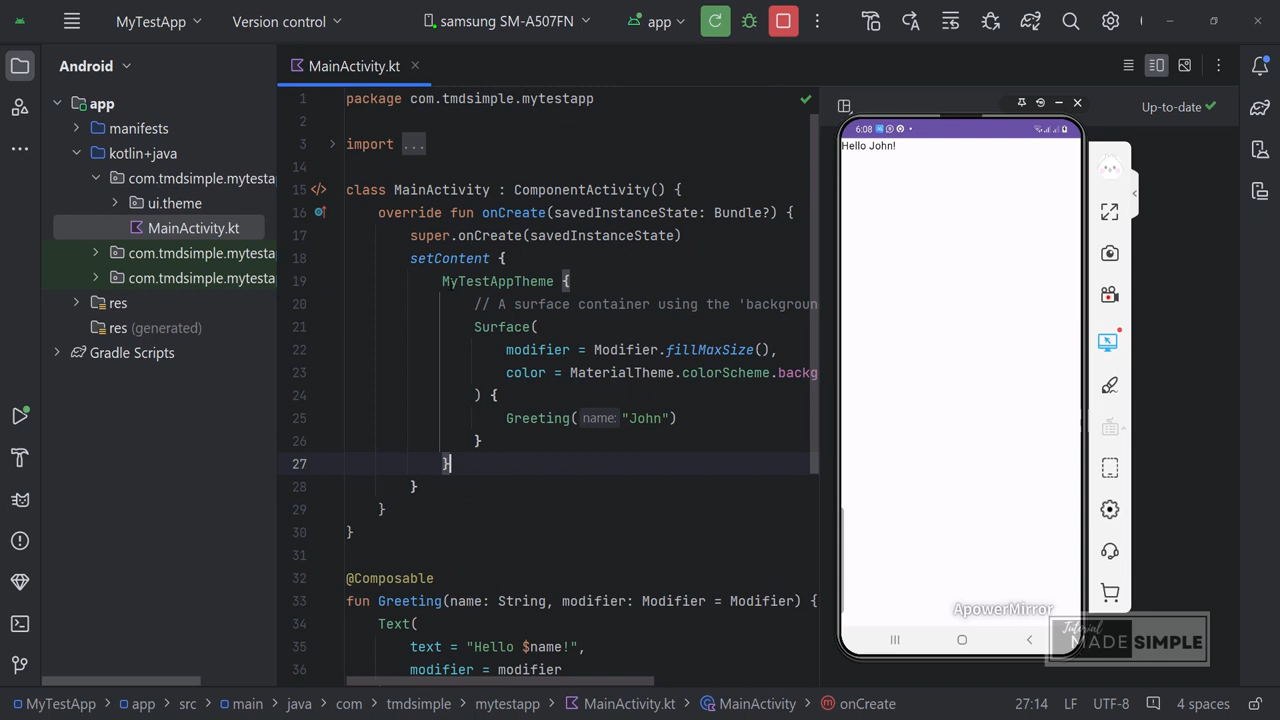 MyTestApp
Version control
samsung SM-A507FN
app
Android
app
manifests
kotlin+java
com.tmdsimple.mytesta
ui.theme
MainActivity.kt
com.tmdsimple.mytesta
com.tmdsimple.mytesta
res
res (generated)
Gradle Scripts
MainActivity.kt
1 package com.tmdsimple.mytestapp
2
3 import ...
14
15 class MainActivity : ComponentActivity() {
16 override fun onCreate(savedInstanceState: Bundle?) {
17 super.onCreate(savedInstanceState)
18 setContent {
19 MyTestAppTheme {
20 // A surface container using the 'backgroun
21 Surface(
22 modifier = Modifier.fillMaxSize(),
23 color = MaterialTheme.colorScheme.backg
24 ) {
25 Greeting( name: "John")
26 }
27 }
28 }
29 }
30 }
31
32 @Composable
33 fun Greeting(name: String, modifier: Modifier = Modifier) {
34 Text(
35 text = "Hello $name!",
36 modifier = modifier
Up-to-date
6:08
Hello John!
ApowerMirror
Tutorial
MADE SIMPLE
MyTestApp > app > src > main > java > com > tmdsimple > mytestapp > MainActivity.kt > MainActivity > onCreate
27:14 LF UTF-8 4 spaces